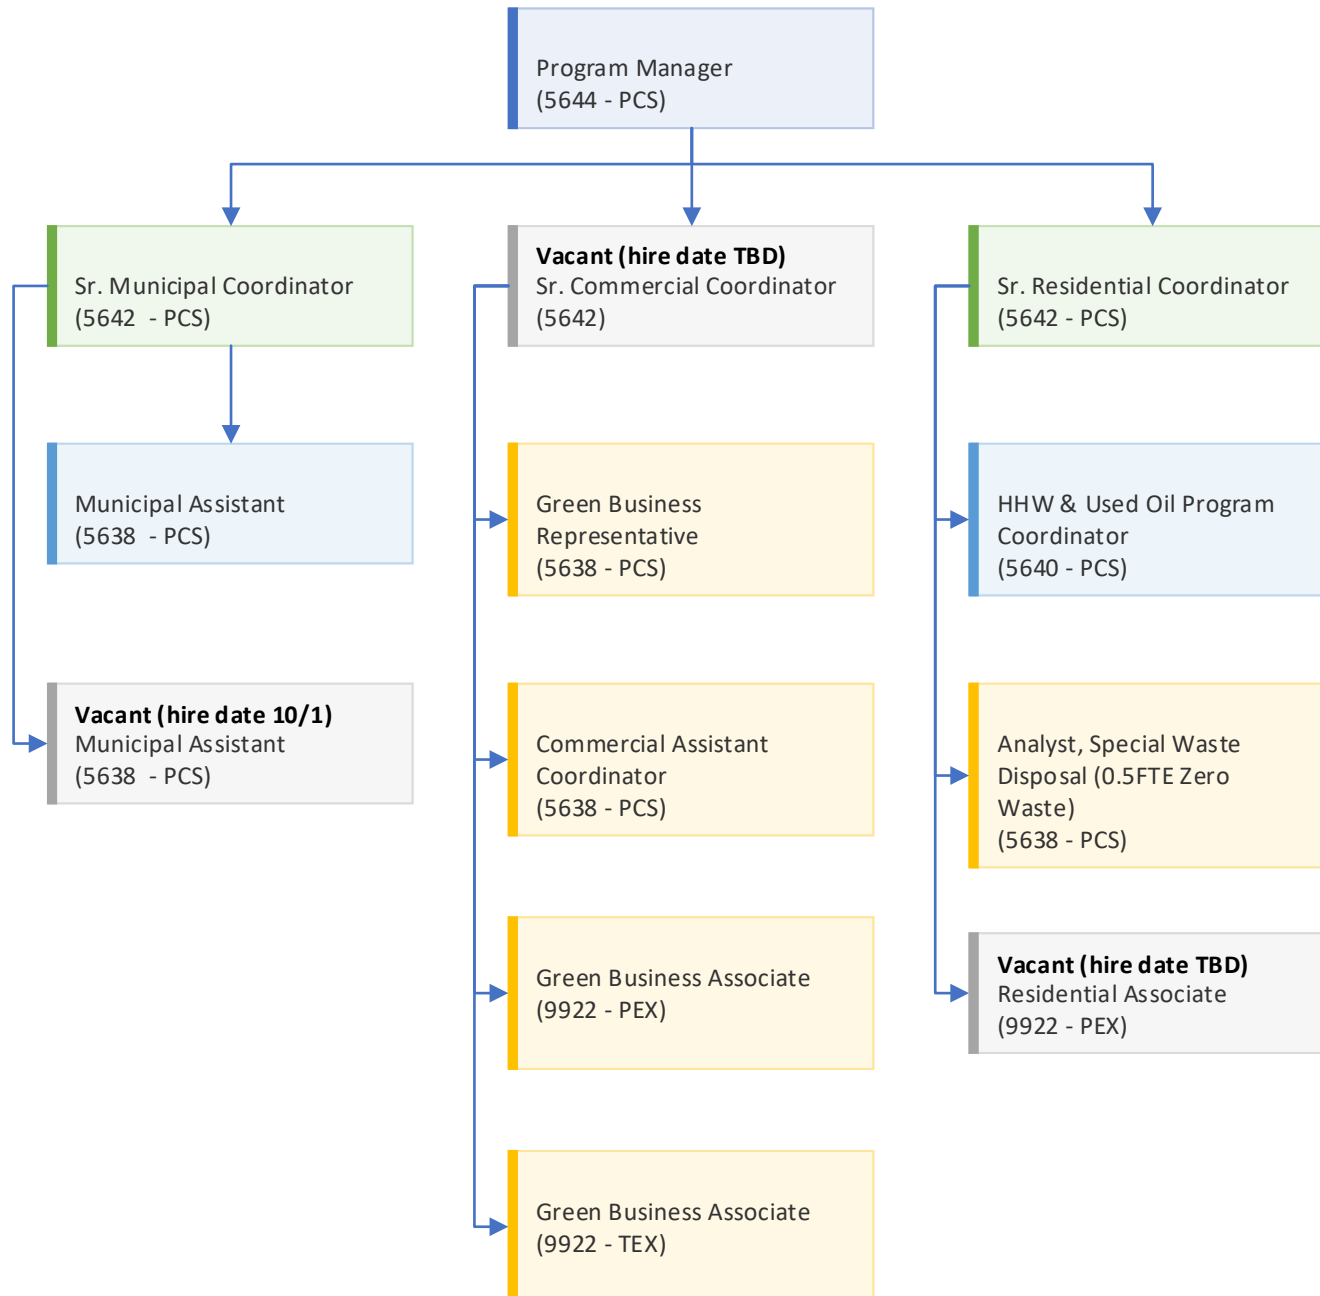 Program Manager
(5644 - PCS)
Sr. Municipal Coordinator
(5642  - PCS)
Vacant (hire date TBD)
Sr. Commercial Coordinator
(5642)
Sr. Residential Coordinator
(5642 - PCS)
Municipal Assistant
(5638  - PCS)
Green Business
Representative
(5638 - PCS)
HHW & Used Oil Program
Coordinator
(5640 - PCS)
Vacant (hire date 10/1)
Municipal Assistant
(5638  - PCS)
Commercial Assistant
Coordinator
(5638 - PCS)
Analyst, Special Waste
Disposal (0.5FTE Zero
Waste)
(5638 - PCS)
Green Business Associate
(9922 - PEX)
Vacant (hire date TBD)
Residential Associate
(9922 - PEX)
Green Business Associate
(9922 - TEX)